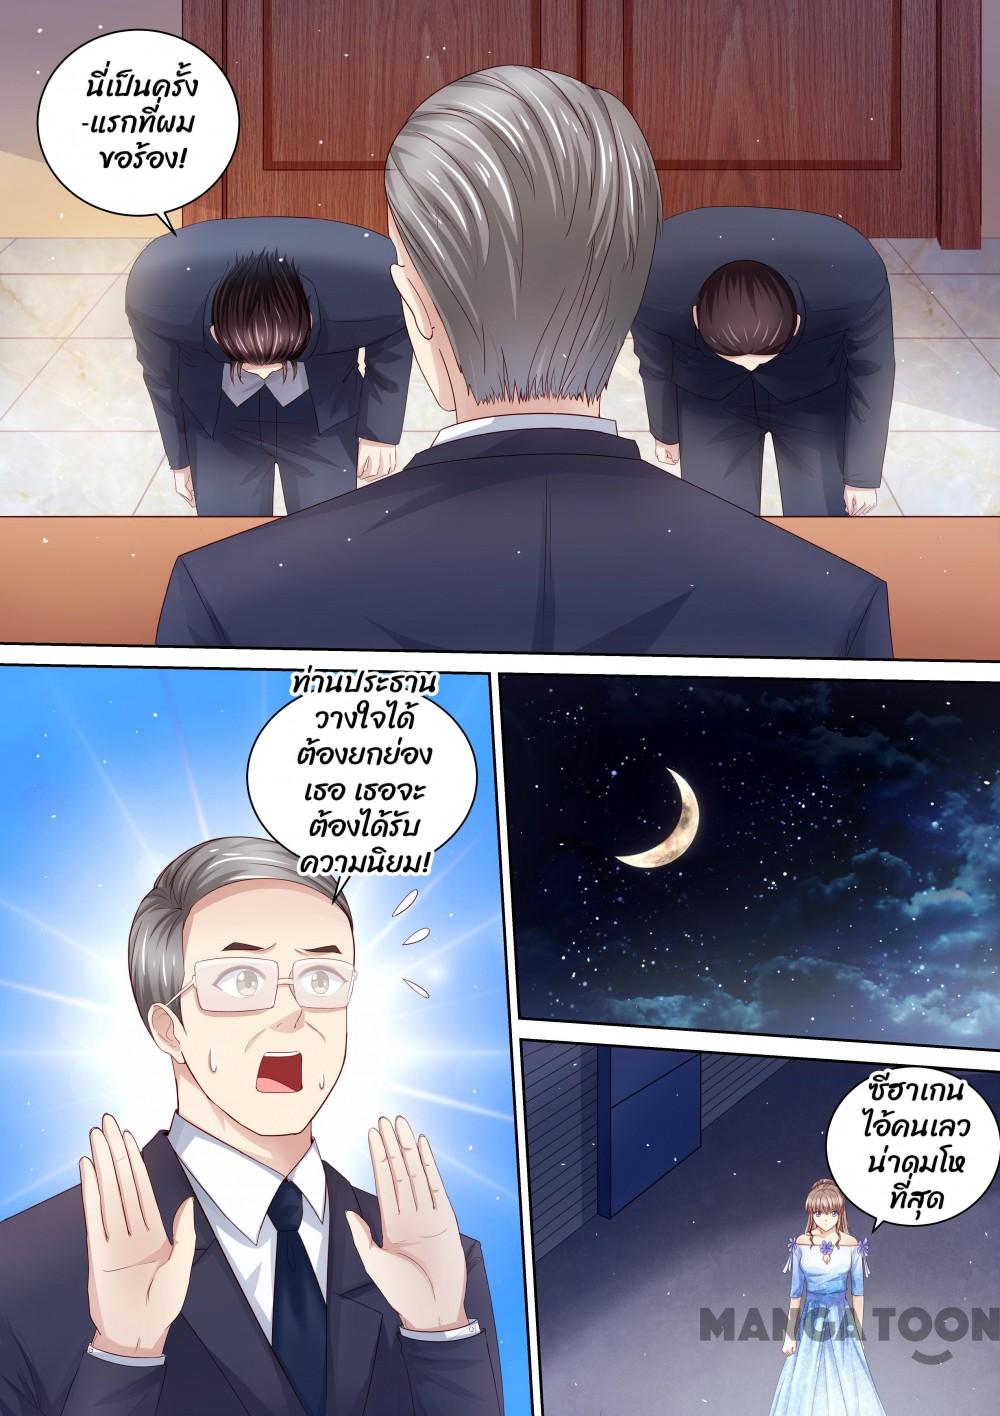 นี่เป็นครั้ง
-แรกที่ผม
ขอร้อง!
ท่านประธาน
วางใจได้
ต้องยกย่อง
เธอ เธอจะ
ต้องได้รับ
ความนิยม!
ซีฮาเกน
ไอ้คนเลว
น่าดมโห
ที่สุด
MANGATOON